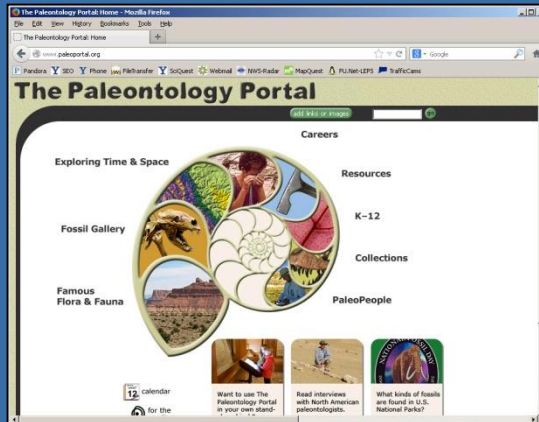 The Paleontology Portal: Home - Mozilla Firefox
File Edit View History Bookmarks Tools Help
The Paleontology Portal: Home
www.paleoportal.org
Google
Pandora SEO Phone FileTransfer SciQuest Webmail NWS-Radar MapQuest FU.Net-LEPS TrafficCams
The Paleontology Portal
add links or images
go
Careers
Exploring Time & Space
Resources
K–12
Fossil Gallery
Collections
Famous
Flora & Fauna
PaleoPeople
NATIONAL FOSSIL DAY
12 calendar
for the
Want to use The
Paleontology Portal
in your own stand-
Read interviews
with North American
paleontologists.
What kinds of fossils
are found in U.S.
National Parks?